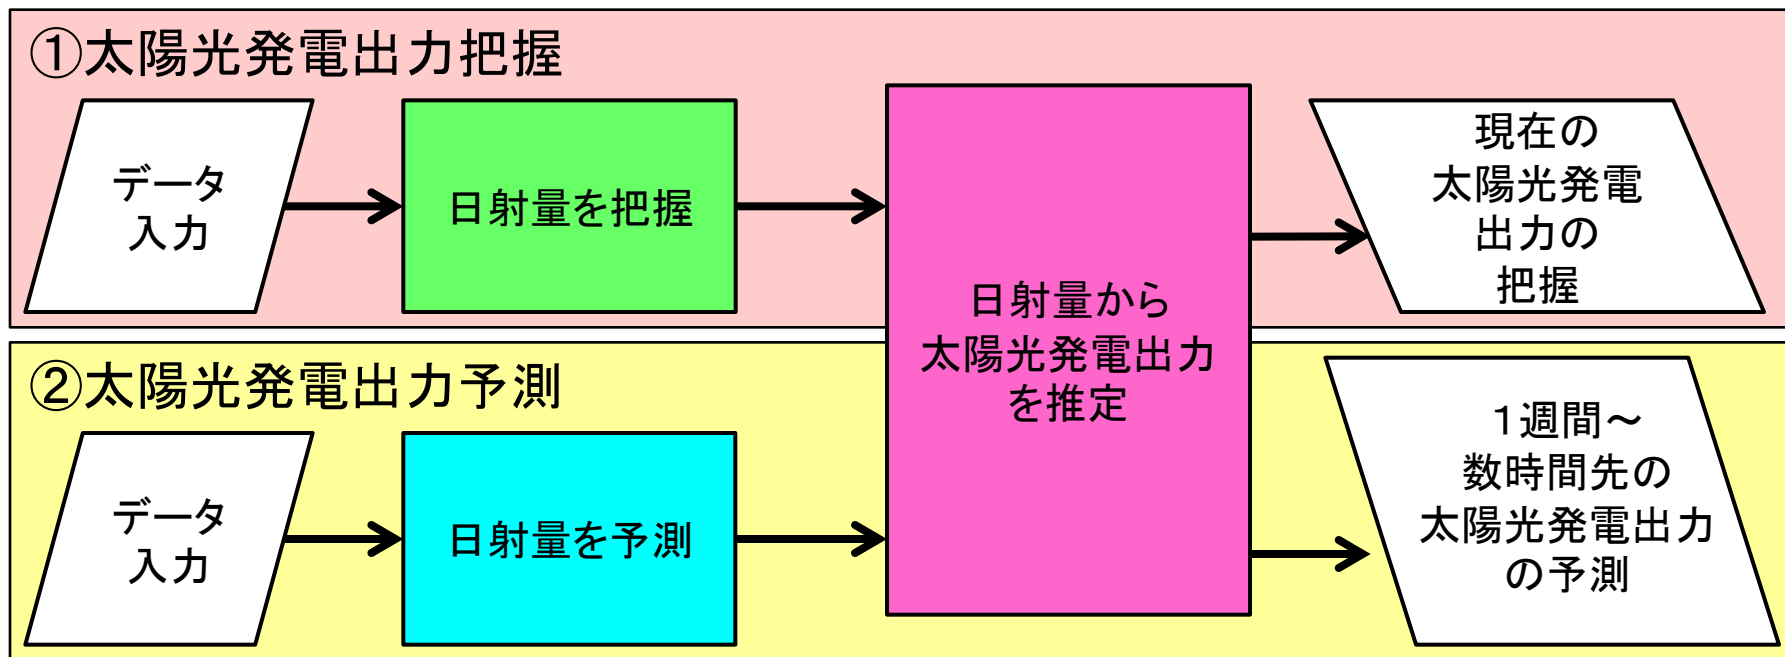 ①太陽光発電出力把握
データ
入力
日射量を把握
日射量から
太陽光発電出力
を推定
現在の
太陽光発電
出力の
把握
②太陽光発電出力予測
データ
入力
日射量を予測
1週間~
数時間先の
太陽光発電出力
の予測